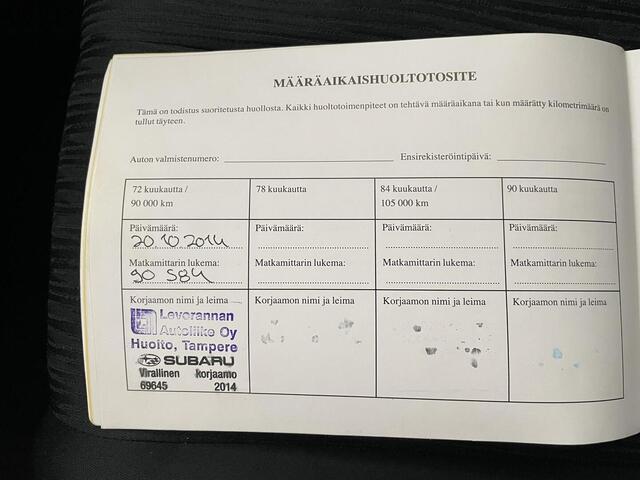 MÄÄRÄAIKAISHUOLTOTOSITE
Tämä on todistus suoritetusta huollosta. Kaikki huoltotoimenpiteet on tehtävä määräaikana tai kun määrätty kilometrimäärä on
tullut täyteen.
Auton valmistenumero: Ensirekisteröintipäivä:
72 kuukautta /
90 000 km
78 kuukautta
84 kuukautta /
105 000 km
90 kuukautta
Päivämäärä: Päivämäärä: Päivämäärä: Päivämäärä:
20.10.2014
Matkamittarin lukema: Matkamittarin lukema: Matkamittarin lukema: Matkamittarin lukema:
90 584
Korjaamon nimi ja leima Korjaamon nimi ja leima Korjaamon nimi ja leima Korjaamon nimi ja leima
Levorannan
Autoliike Oy
Huolto, Tampere
SUBARU
Virallinen korjaamo
69645 2014